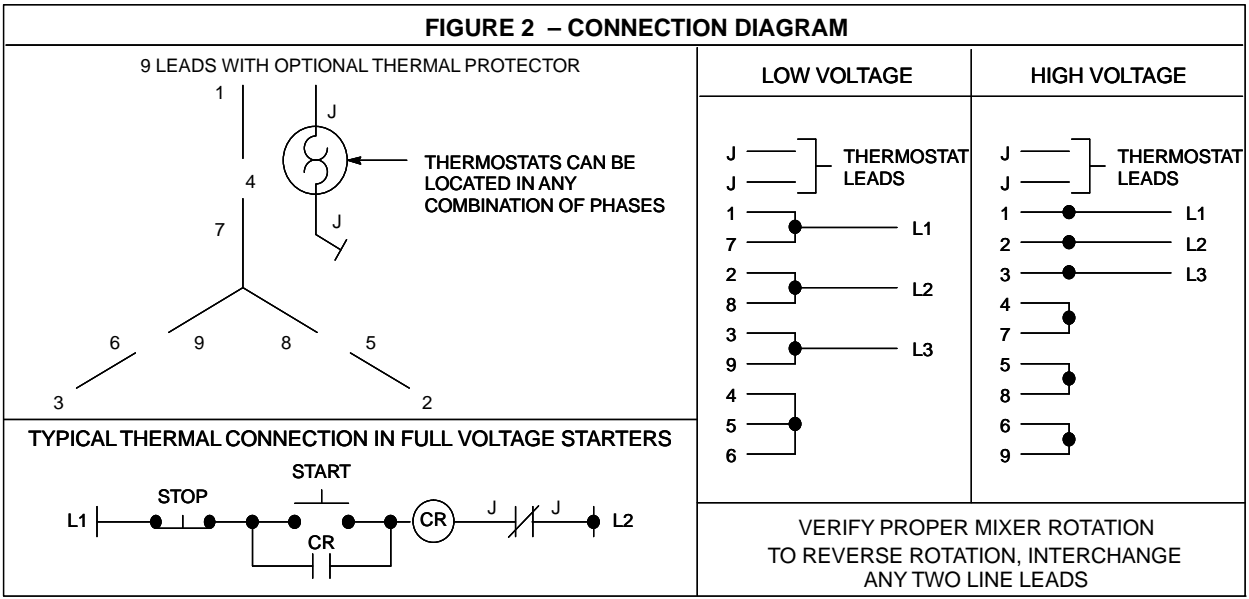 FIGURE 2 – CONNECTION DIAGRAM
9 LEADS WITH OPTIONAL THERMAL PROTECTOR
1
J
THERMOSTATS CAN BE
LOCATED IN ANY
COMBINATION OF PHASES
4
7
J
6
9
8
5
3
2
TYPICAL THERMAL CONNECTION IN FULL VOLTAGE STARTERS
START
STOP
L1
CR
J
J
L2
CR
LOW VOLTAGE
J
J
THERMOSTAT
LEADS
1
7
L1
2
8
L2
3
9
L3
4
5
6
HIGH VOLTAGE
J
J
THERMOSTAT
LEADS
1
L1
2
L2
3
L3
4
7
5
8
6
9
VERIFY PROPER MIXER ROTATION
TO REVERSE ROTATION, INTERCHANGE
ANY TWO LINE LEADS